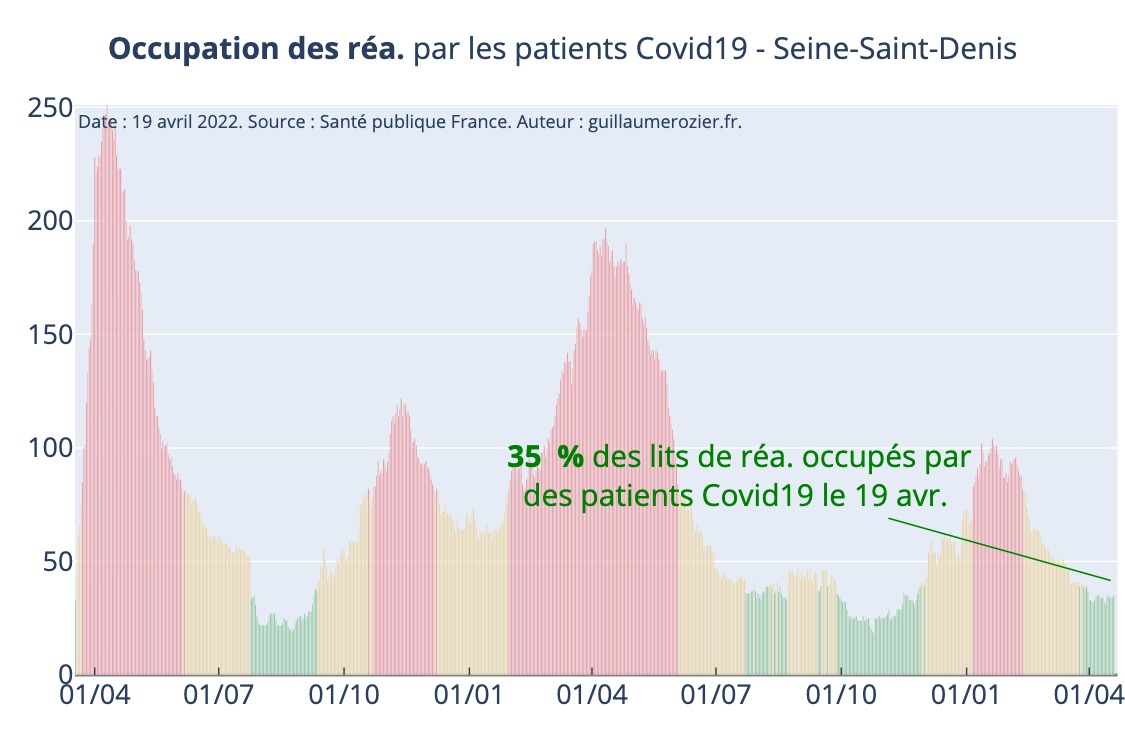 Occupation des réa. par les patients Covid19 - Seine-Saint-Denis
250
Date : 19 avril 2022. Source : Santé publique France. Auteur : guillaumerozier.fr.
200
150
100
35 % des lits de réa. occupés par
des patients Covid19 le 19 avr.
50
0
01/04 01/07 01/10 01/01 01/04 01/07 01/10 01/01 01/04